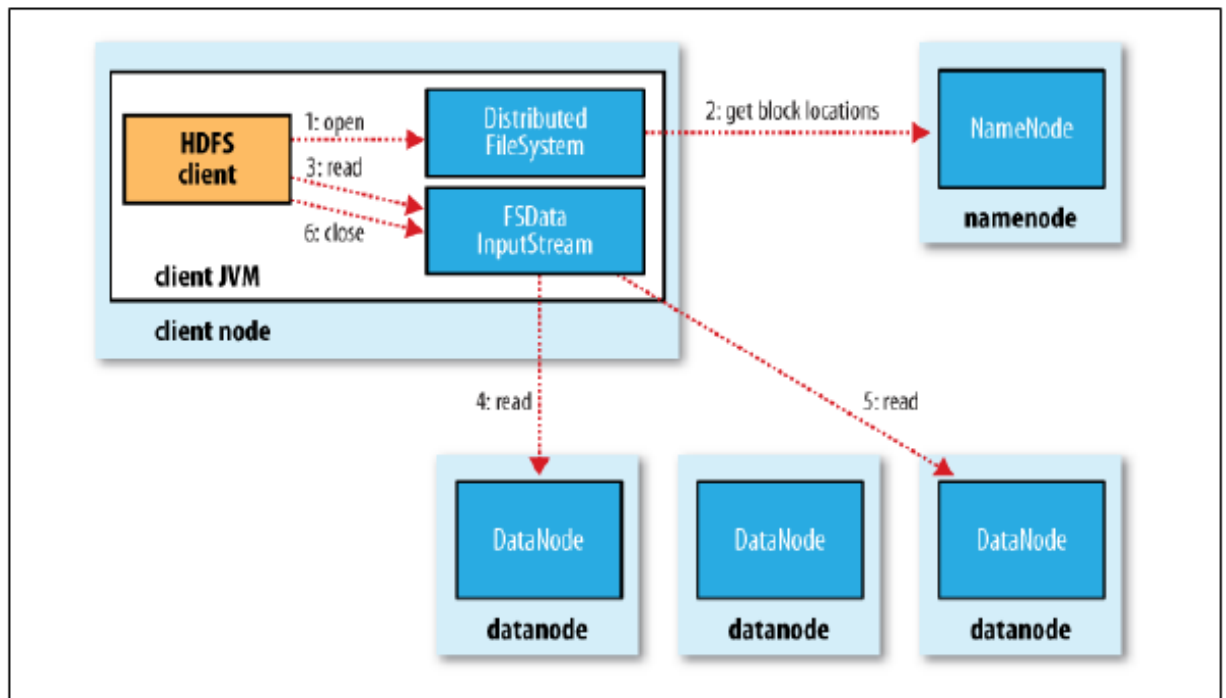 HDFS
client
1: open
3: read
6: close
Distributed
FileSystem
FSData
InputStream
client JVM
client node
2: get block locations
NameNode
namenode
4: read
5: read
DataNode
datanode
DataNode
datanode
DataNode
datanode